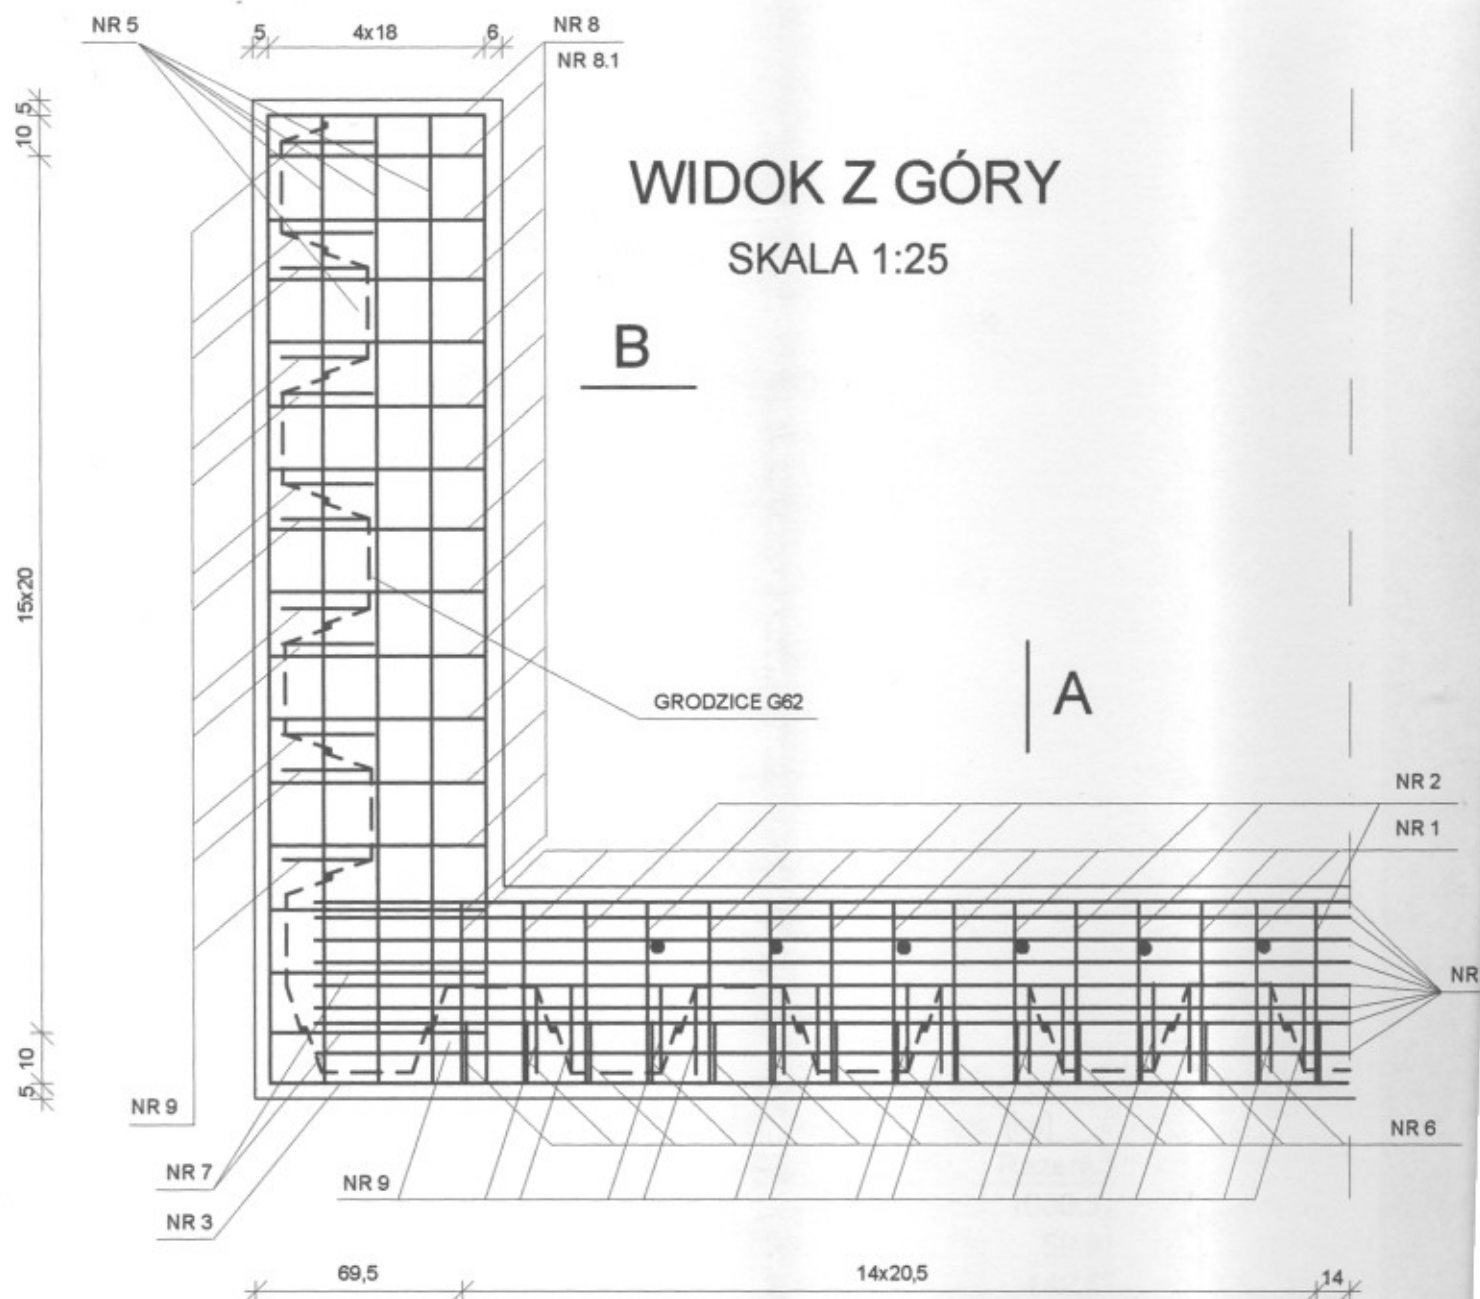 NR 5
5
4x18
6
NR 8
NR 8.1
5
10
WIDOK Z GÓRY
SKALA 1:25
B
15x20
GRODZICE G62
A
NR 2
NR 1
NR
10
5
NR 9
NR 6
NR 7
NR 9
NR 3
69,5
14x20,5
14